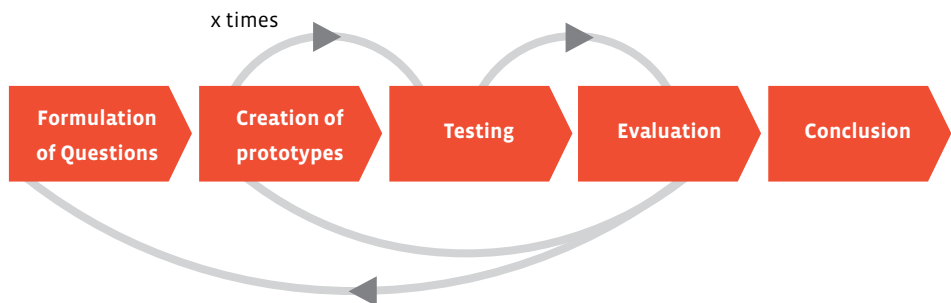 x times
Formulation
of Questions
Creation of
prototypes
Testing
Evaluation
Conclusion